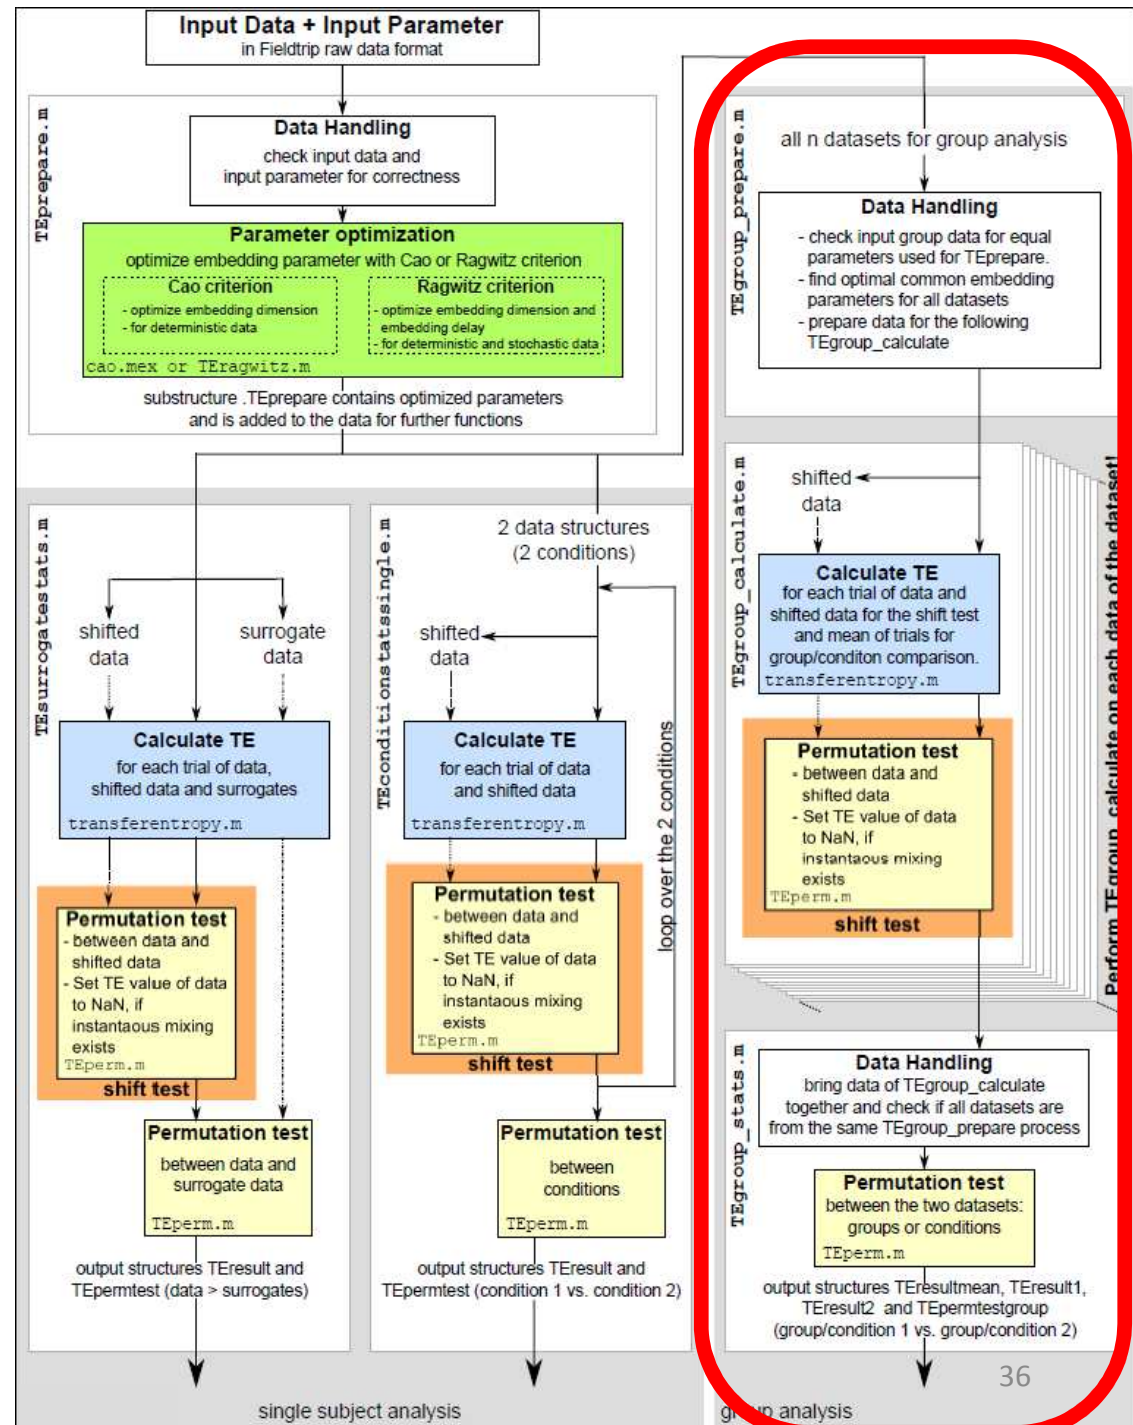 Input Data + Input Parameter
in Fieldtrip raw data format
TEprepare.m
Data Handling
check input data and
input parameter for correctness
Parameter optimization
optimize embedding parameter with Cao or Ragwitz criterion
Cao criterion
- optimize embedding dimension
- for deterministic data
Ragwitz criterion
- optimize embedding dimension and
embedding delay
- for deterministic and stochastic data
cao.mex or TEragwitz.m
substructure .TEprepare contains optimized parameters
and is added to the data for further functions
TEsurrogatestats.m
shifted
data
surrogate
data
Calculate TE
for each trial of data,
shifted data and surrogates
transferentropy.m
Permutation test
- between data and
shifted data
- Set TE value of data
to NaN, if
instantaous mixing
exists
TEperm.m
shift test
Permutation test
between data and
surrogate data
TEperm.m
output structures TEresult and
TEpermtest (data > surrogates)
TEconditionstatssingle.m
2 data structures
(2 conditions)
shifted
data
Calculate TE
for each trial of data
and shifted data
transferentropy.m
Permutation test
- between data and
shifted data
- Set TE value of data
to NaN, if
instantaous mixing
exists
TEperm.m
shift test
loop over the 2 conditions
Permutation test
between
conditions
TEperm.m
output structures TEresult and
TEpermtest (condition 1 vs. condition 2)
single subject analysis
TEgroup_prepare.m
all n datasets for group analysis
Data Handling
- check input group data for equal
parameters used for TEprepare.
- find optimal common embedding
parameters for all datasets
- prepare data for the following
TEgroup_calculate
TEgroup_calculate.m
shifted
data
Calculate TE
for each trial of data and
shifted data for the shift test
and mean of trials for
group/conditon comparison.
transferentropy.m
Permutation test
- between data and
shifted data
- Set TE value of data
to NaN, if
instantaous mixing
exists
TEperm.m
shift test
Perform TEgroup_calculate on each data of the dataset!
TEgroup_stats.m
Data Handling
bring data of TEgroup_calculate
together and check if all datasets are
from the same TEgroup_prepare process
Permutation test
between the two datasets:
groups or conditions
TEperm.m
output structures TEresultmean, TEresult1,
TEresult2 and TEpermtestgroup
(group/condition 1 vs. group/condition 2)
36
group analysis